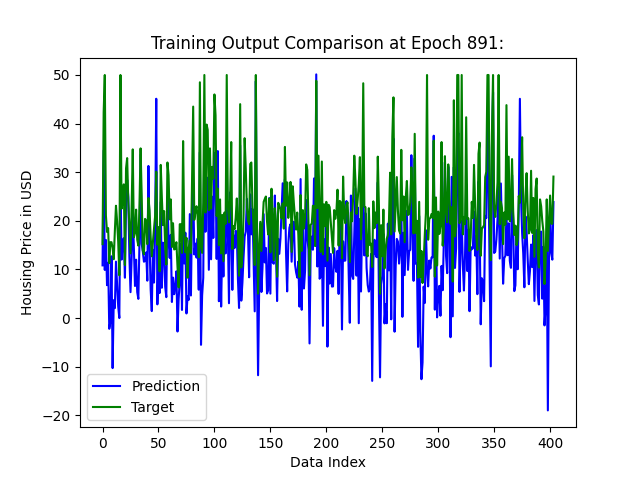 Training Output Comparison at Epoch 891:
Housing Price in USD
50
40
30
20
10
0
−10
−20
Prediction
Target
0 50 100 150 200 250 300 350 400
Data Index